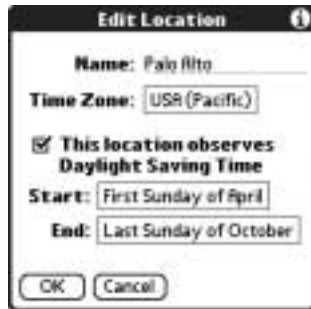 Edit Location
Name: Palo Alto
Time Zone: USA (Pacific)
This location observes
Daylight Saving Time
Start: First Sunday of April
End: Last Sunday of October
OK Cancel